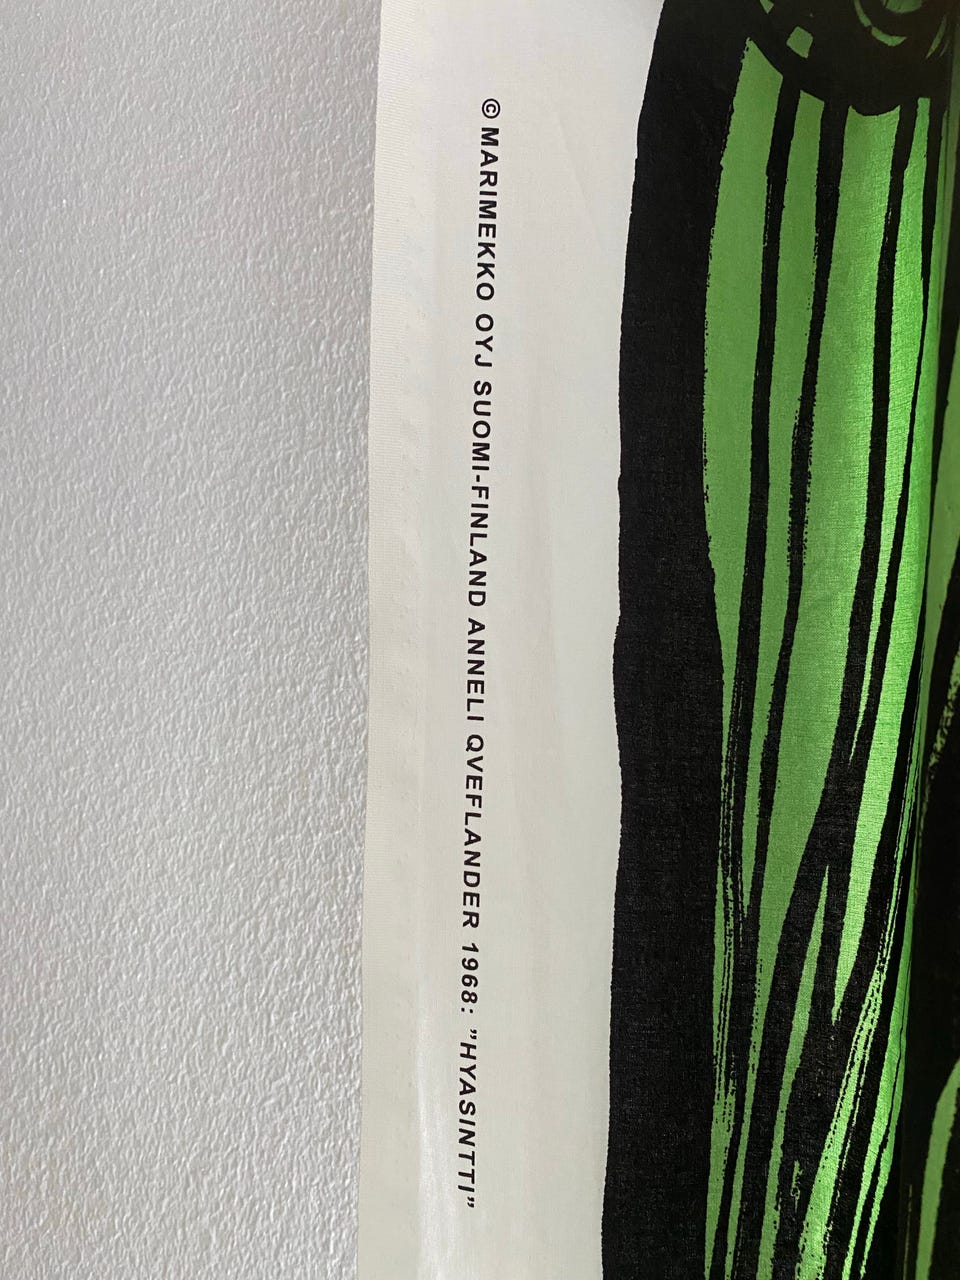 © MARIMEKKO OYJ SUOMI-FINLAND ANNELI QVEFLANDER 1968: ”HYASINTTI”